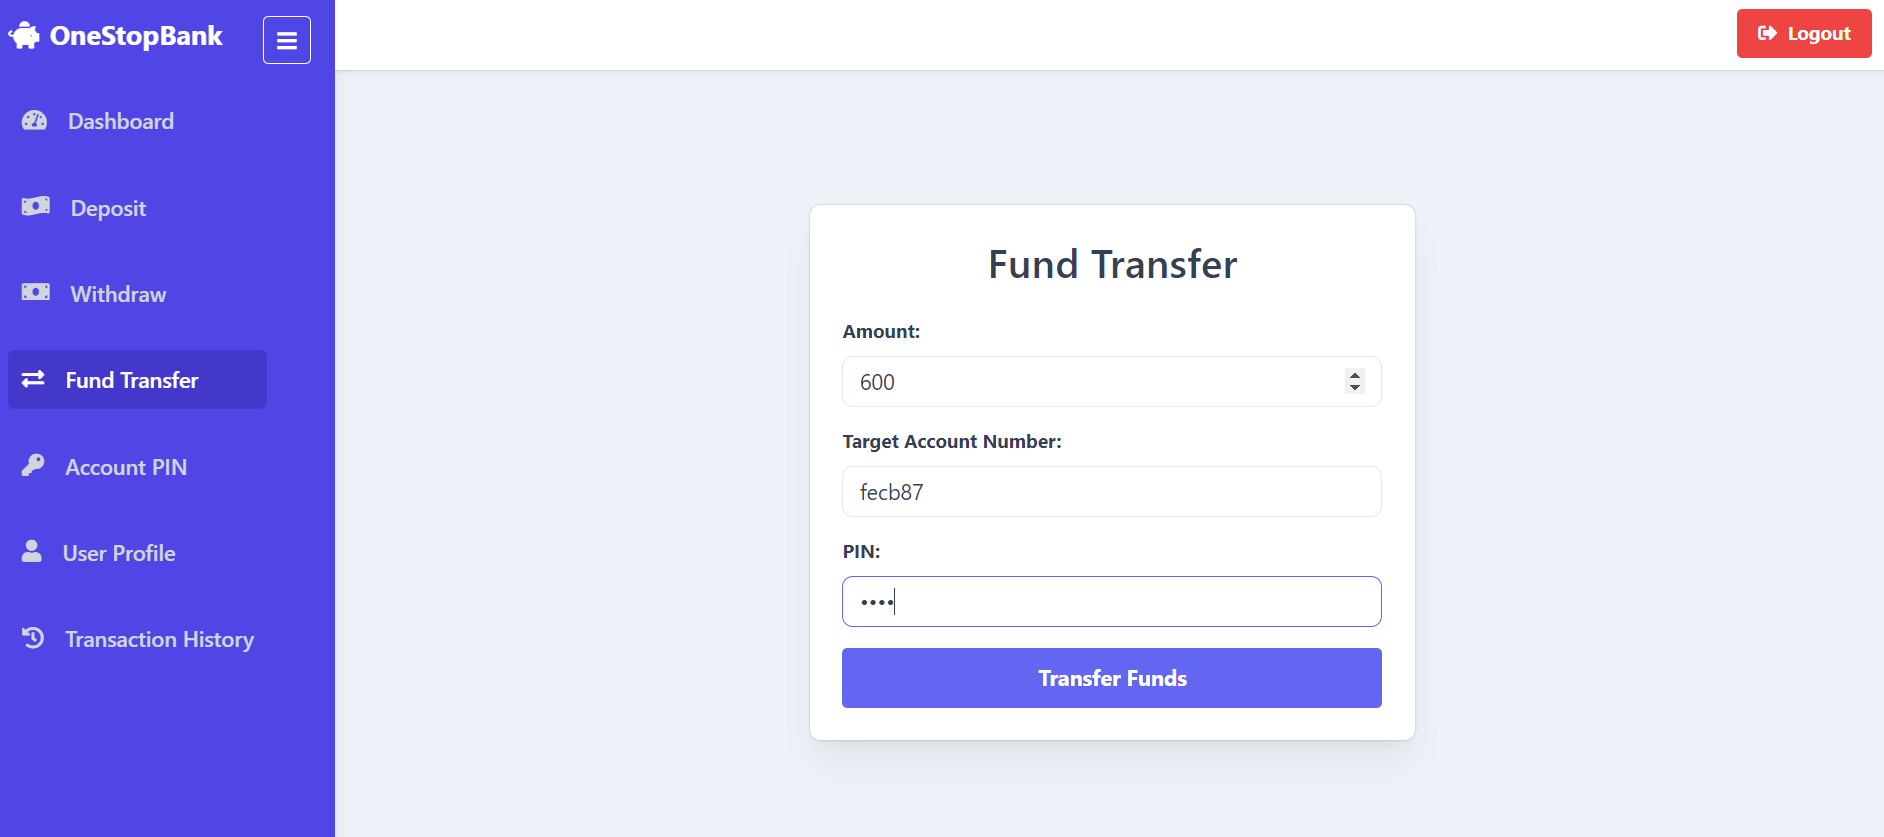 OneStopBank
Logout
Dashboard
Deposit
Withdraw
Fund Transfer
Account PIN
User Profile
Transaction History
Fund Transfer
Amount:
600
Target Account Number:
fecb87
PIN:
••••
Transfer Funds